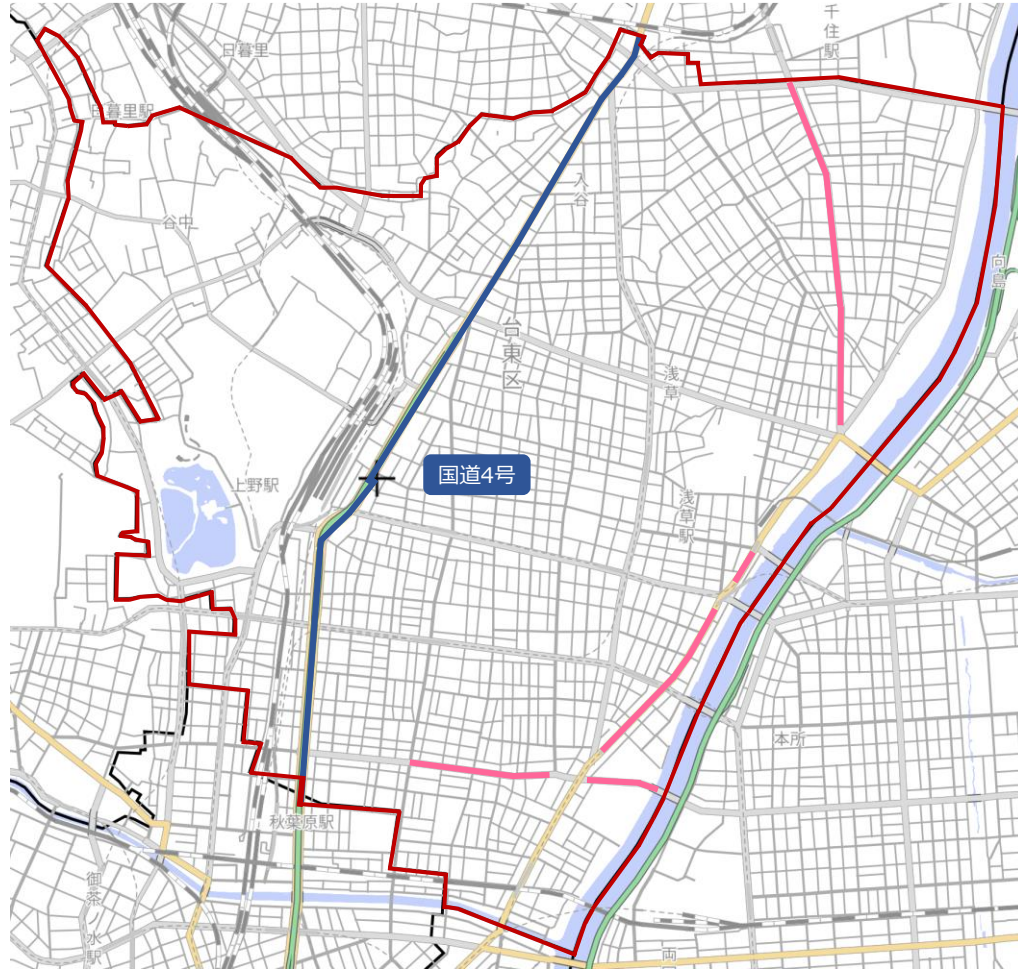 千住駅
日暮里
日暮里駅
入谷
谷中
向島
台東区
浅草
国道4号
上野駅
浅草駅
本所
秋葉原駅
御茶ノ水駅
両